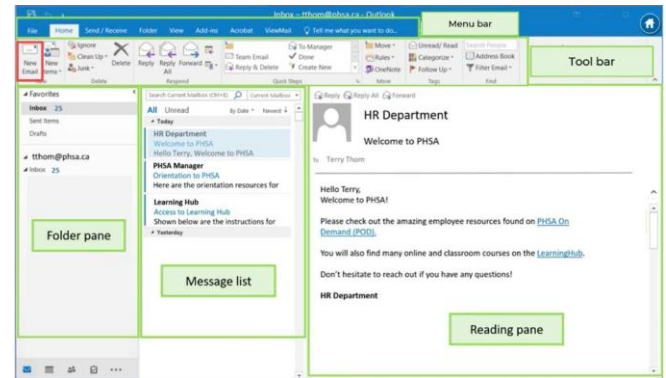 Inbox - tthom@phsa.ca - Outlook
File Home Send / Receive Folder View Add-ins Acrobat ViewMail Tell me what you want to do...
Menu bar
New Email
New Items
Ignore
Clean Up
Junk
Delete
Reply
Reply All
Forward
Team Email
Reply & Delete
To Manager
Done
Create New
Move
Rules
OneNote
Unread/ Read
Categorize
Follow Up
Search People
Address Book
Filter Email
Tool bar
Delete Respond Quick Steps Move Tags Find
Favorites
Inbox 25
Sent Items
Drafts
tthom@phsa.ca
Inbox 25
Folder pane
Search Current Mailbox (Ctrl+E) Current Mailbox
All Unread By Date Newest ↓
Today
HR Department
Welcome to PHSA
Hello Terry, Welcome to PHSA
PHSA Manager
Orientation to PHSA
Here are the orientation resources for
Learning Hub
Access to Learning Hub
Shown below are the instructions for
Yesterday
Message list
Reply Reply All Forward
HR Department
Welcome to PHSA
To Terry Thom
Hello Terry,
Welcome to PHSA!
Please check out the amazing employee resources found on PHSA On
Demand (POD).
You will also find many online and classroom courses on the LearningHub.
Don't hesitate to reach out if you have any questions!
HR Department
Reading pane